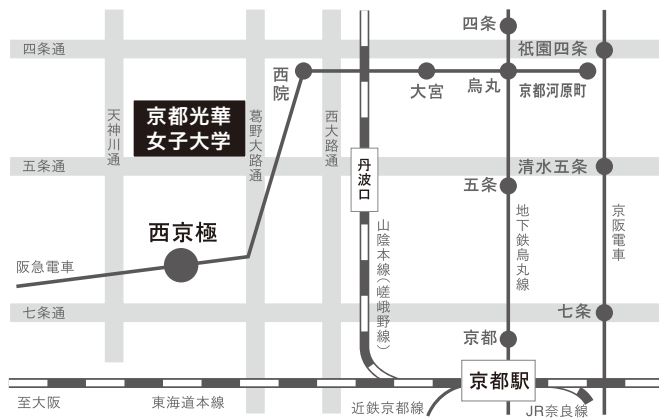 四条
四条通
祇園四条
西院
大宮
烏丸
京都河原町
天神川通
京都光華
女子大学
葛野大路通
西大路通
五条通
丹波口
五条
清水五条
西京極
阪急電車
山陰本線(嵯峨野線)
地下鉄烏丸線
京阪電車
七条通
七条
京都
京都駅
至大阪
東海道本線
近鉄京都線
JR奈良線